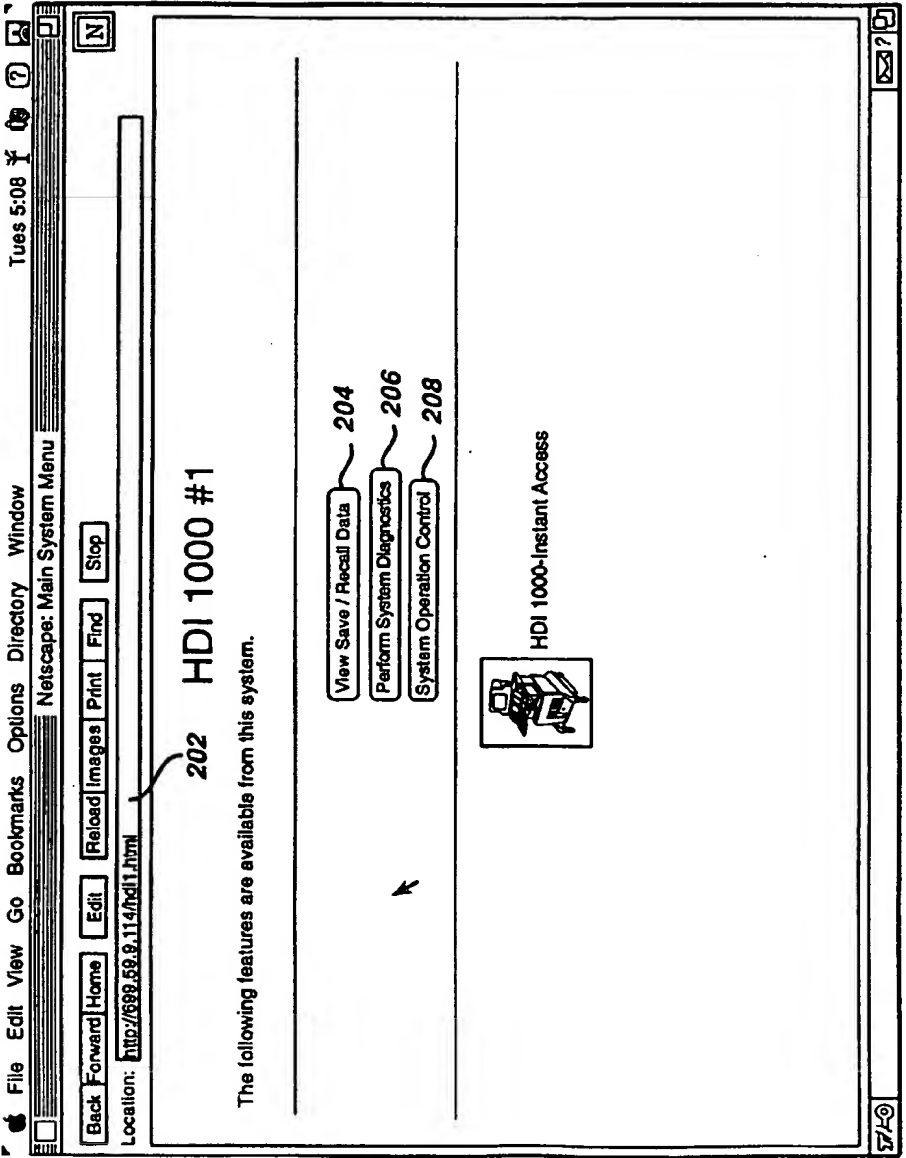 File Edit View Go Bookmarks Options Directory Window Tues 5:08 ?
Netscape: Main System Menu
Back Forward Home Edit Reload Images Print Find Stop N
Location: http://699.59.9.114/hdl1.html
202
HDI 1000 #1
The following features are available from this system.
View Save / Recall Data 204
Perform System Diagnostics 206
System Operation Control 208
HDI 1000-Instant Access
?